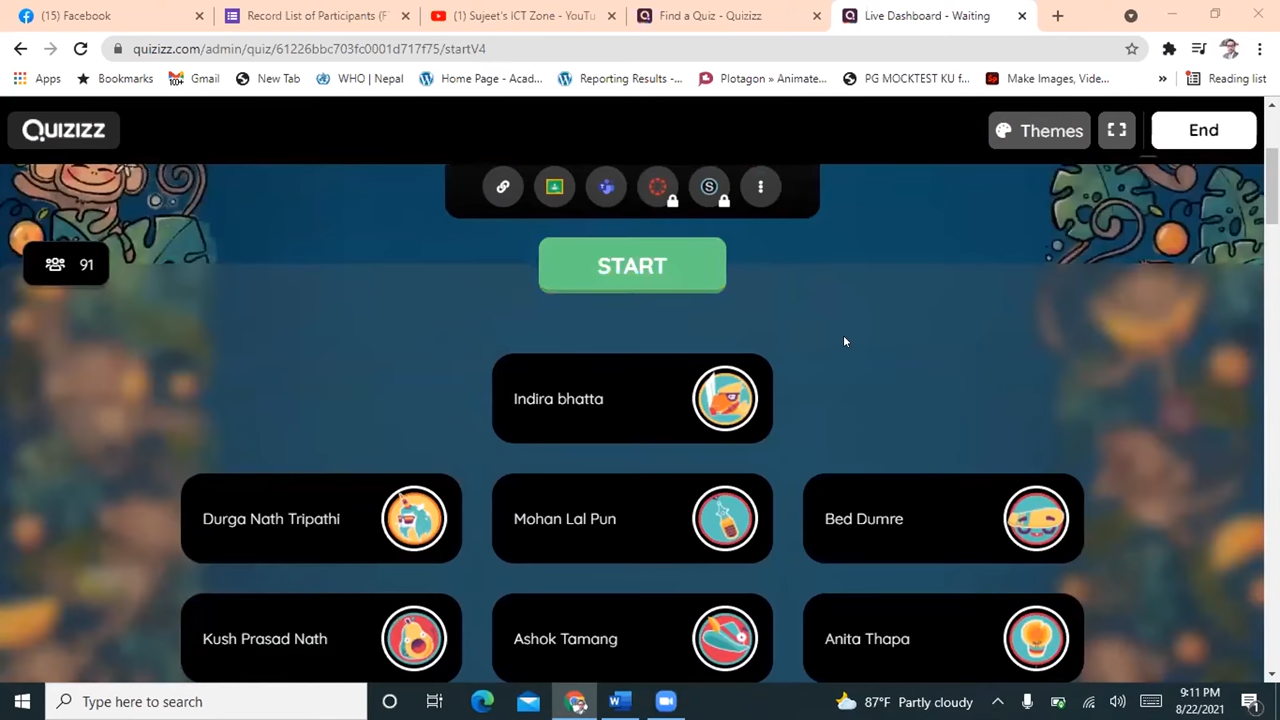 (15) Facebook
Record List of Participants (F
(1) Sujeet's ICT Zone - YouTu
Find a Quiz - Quizizz
Live Dashboard - Waiting
quizizz.com/admin/quiz/61226bbc703fc0001d717f75/startV4
Apps
Bookmarks
100+
Gmail
New Tab
WHO | Nepal
Home Page - Acad...
Reporting Results -...
Plotagon » Animate...
PG MOCKTEST KU f...
Make Images, Vide...
»
Reading list
Quizizz
Themes
End
S
91
START
Indira bhatta
Durga Nath Tripathi
Mohan Lal Pun
Bed Dumre
Kush Prasad Nath
Ashok Tamang
Anita Thapa
Type here to search
87°F Partly cloudy
9:11 PM
8/22/2021
1